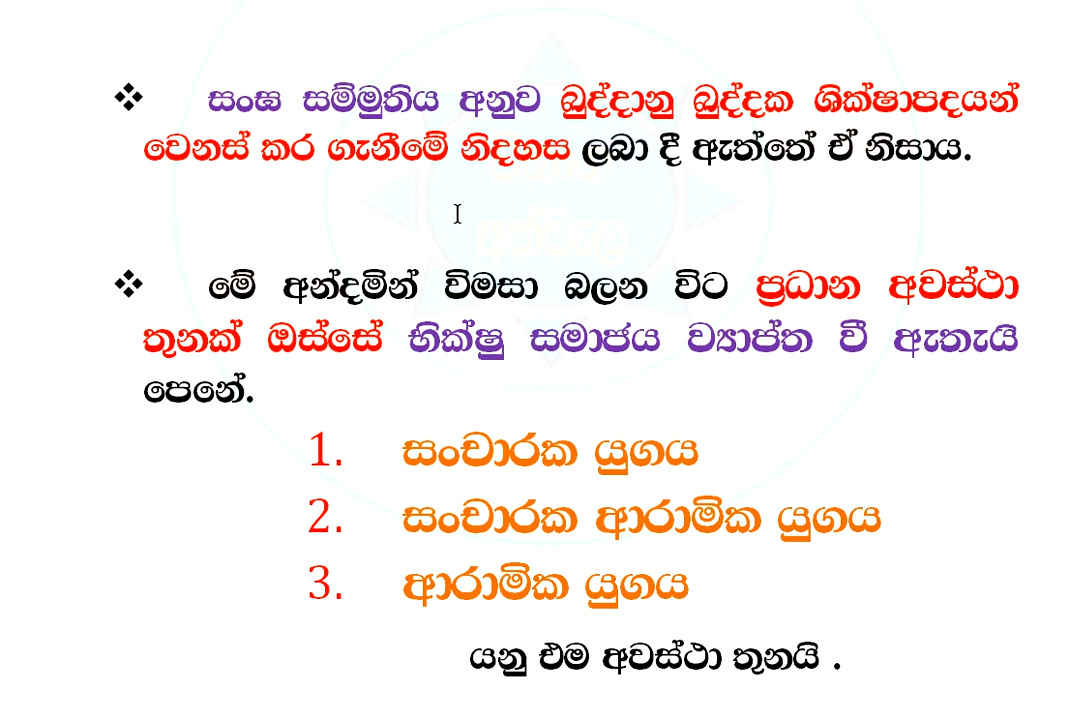 ❖ සංඝ සම්මුතිය අනුව ඛුද්දානු ඛුද්දක ශික්ෂාපදයන්
වෙනස් කර ගැනීමේ නිදහස ලබා දී ඇත්තේ ඒ නිසාය.
❖ මේ අන්දමින් විමසා බලන විට ප්‍රධාන අවස්ථා
තුනක් ඔස්සේ භික්ෂු සමාජය ව්‍යාප්ත වී ඇතැයි
පෙනේ.
1. සංචාරක යුගය
2. සංචාරක ආරාමික යුගය
3. ආරාමික යුගය
යනු එම අවස්ථා තුනයි .